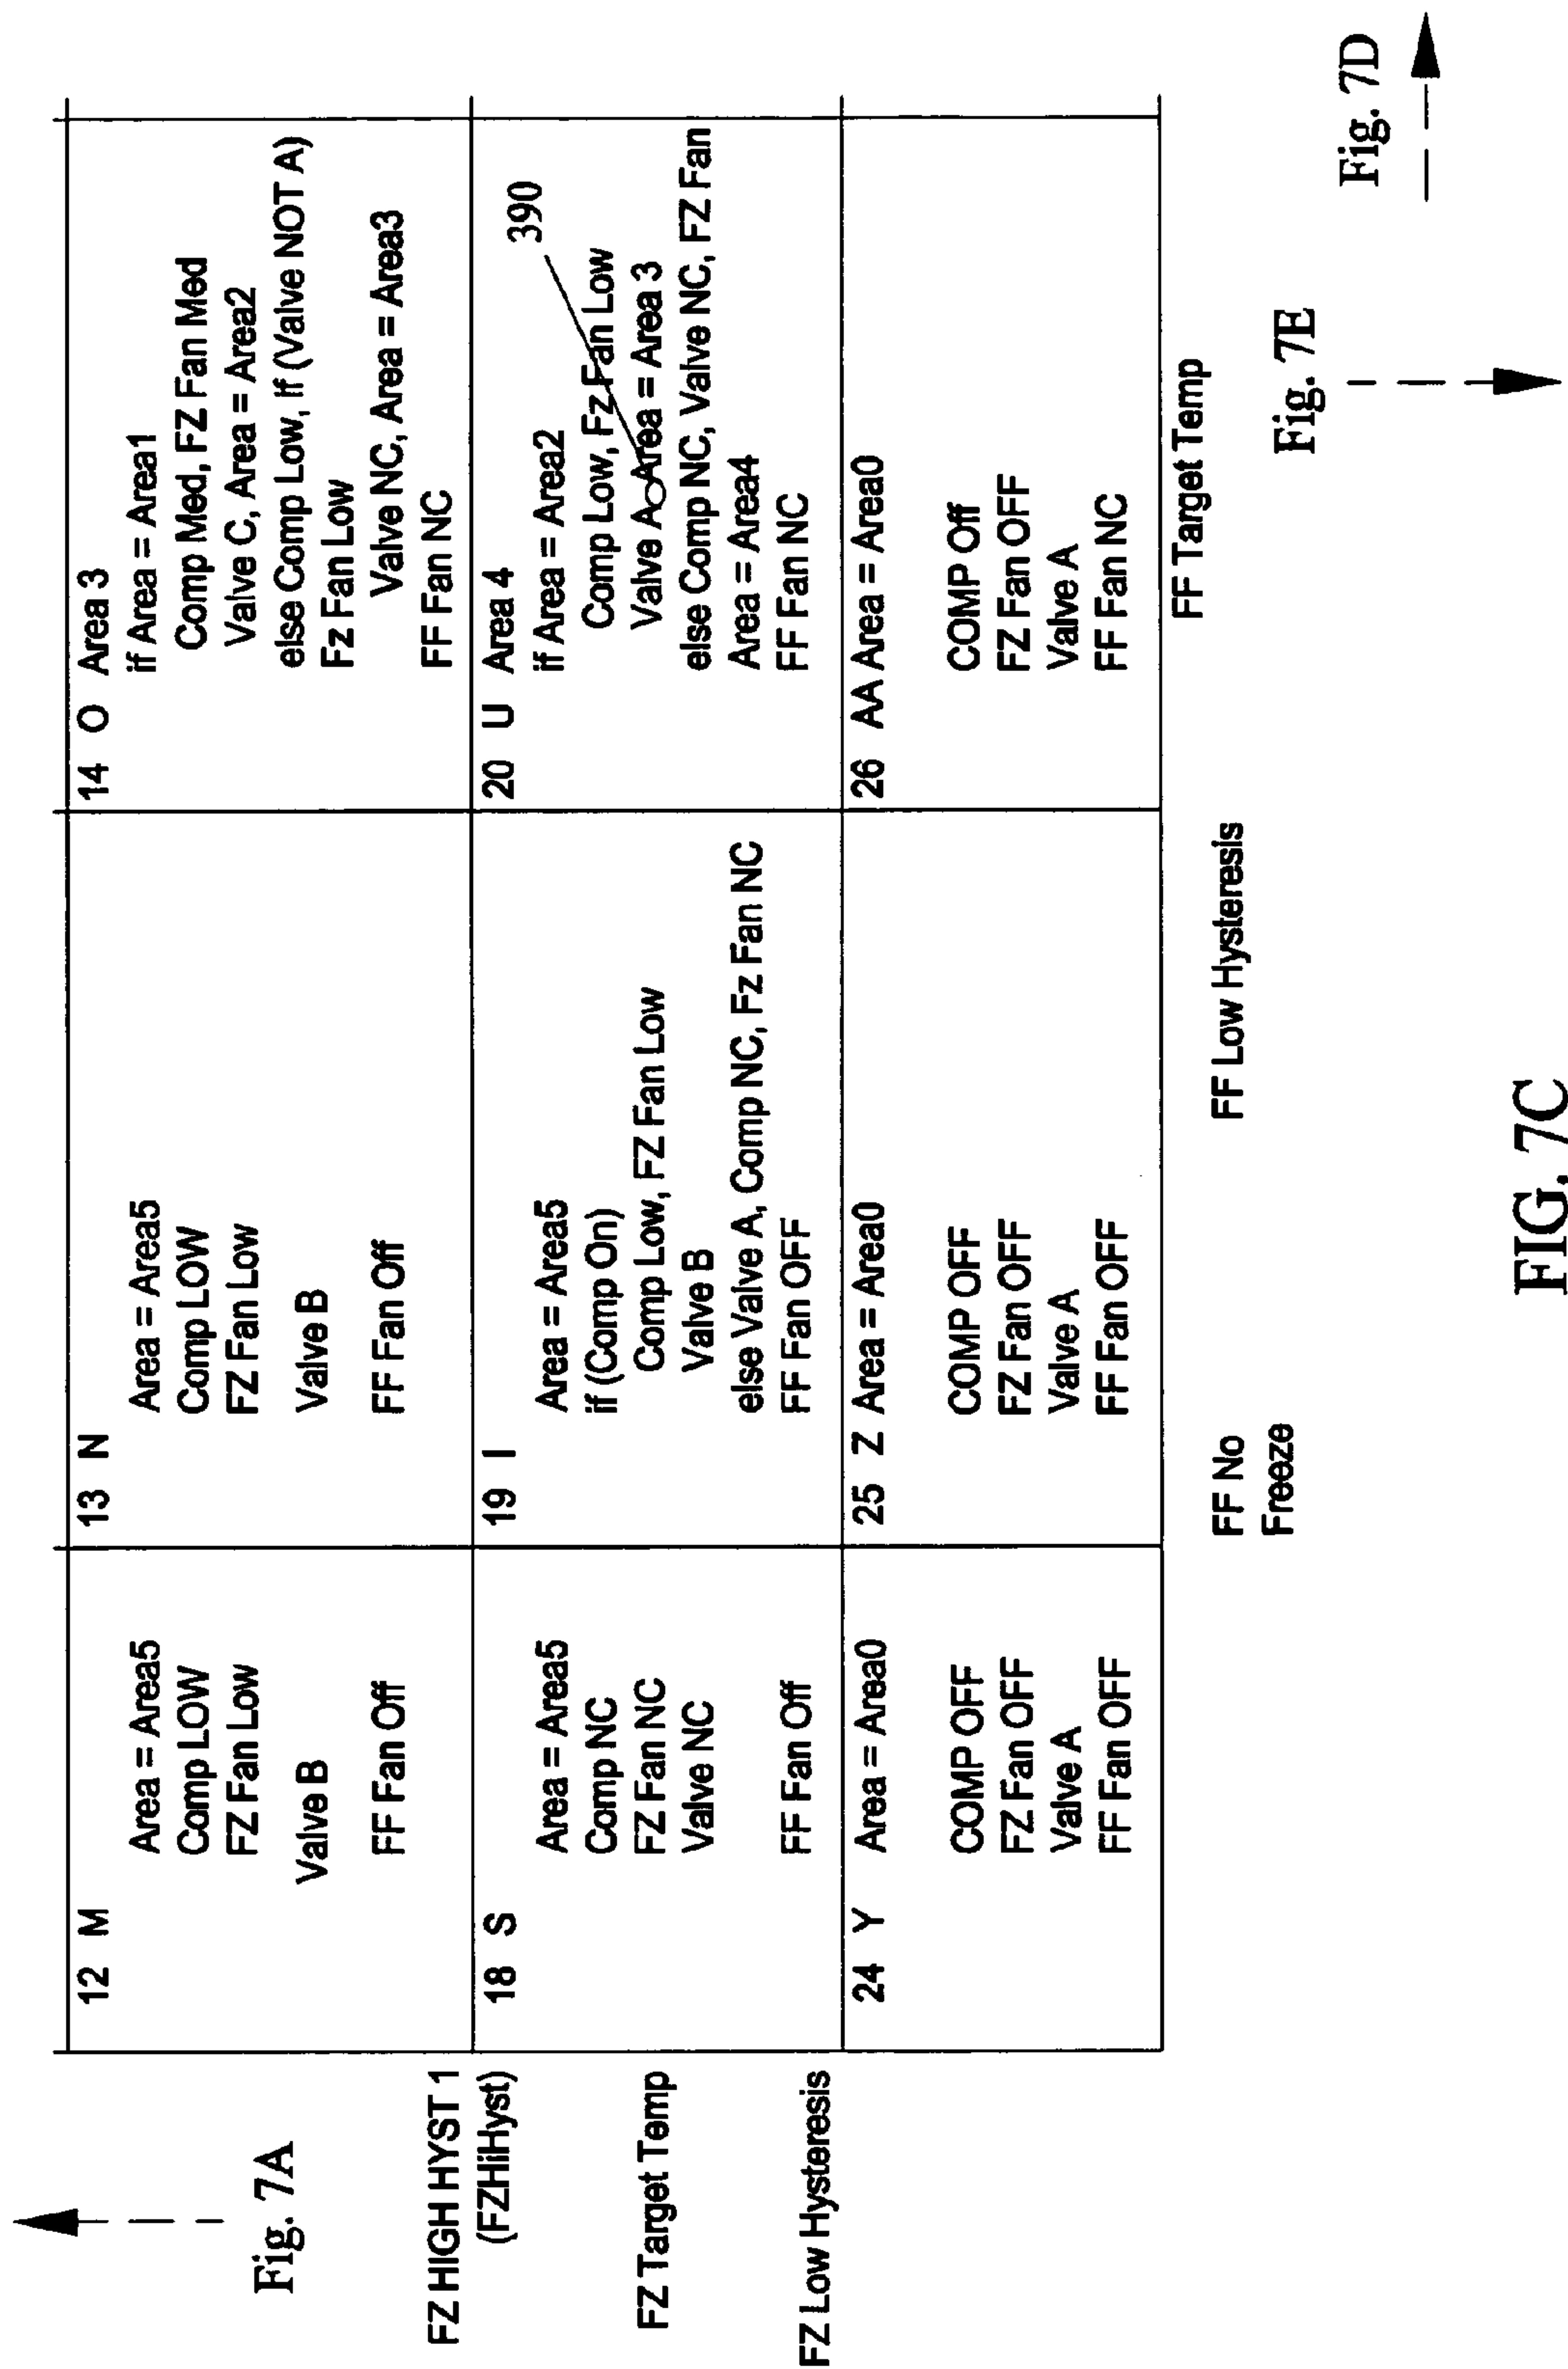 Fig. 7A
FZ HIGH HYST 1
(FZHiHyst)
FZ Target Temp
FZ Low Hysteresis
12 M
Area = Area5
Comp LOW
FZ Fan Low
Valve B
FF Fan Off
13 N
Area = Area5
Comp LOW
FZ Fan Low
Valve B
FF Fan Off
14 O Area 3
if Area = Area1
Comp Med, FZ Fan Med
Valve C, Area = Area2
else Comp Low, If (Valve NOT A)
Fz Fan Low
Valve NC, Area = Area3
FF Fan NC
18 S
Area = Area5
Comp NC
FZ Fan NC
Valve NC
FF Fan Off
19 I
Area = Area5
if (Comp On)
Comp Low, FZ Fan Low
Valve B
else Valve A, Comp NC, Fz Fan NC
FF Fan OFF
20 U Area 4
390
if Area = Area2
Comp Low, Fz Fan Low
Valve A Area = Area 3
else Comp NC, Valve NC, FZ Fan
Area = Area4
FF Fan NC
24 Y Area = Area0
COMP OFF
FZ Fan OFF
Valve A
FF Fan OFF
25 Z Area = Area0
COMP OFF
FZ Fan OFF
Valve A
FF Fan OFF
26 AA Area = Area0
COMP Off
FZ Fan OFF
Valve A
FF Fan NC
FF No
Freeze
FF Low Hysteresis
FF Target Temp
Fig. 7E
Fig. 7D
FIG. 7C